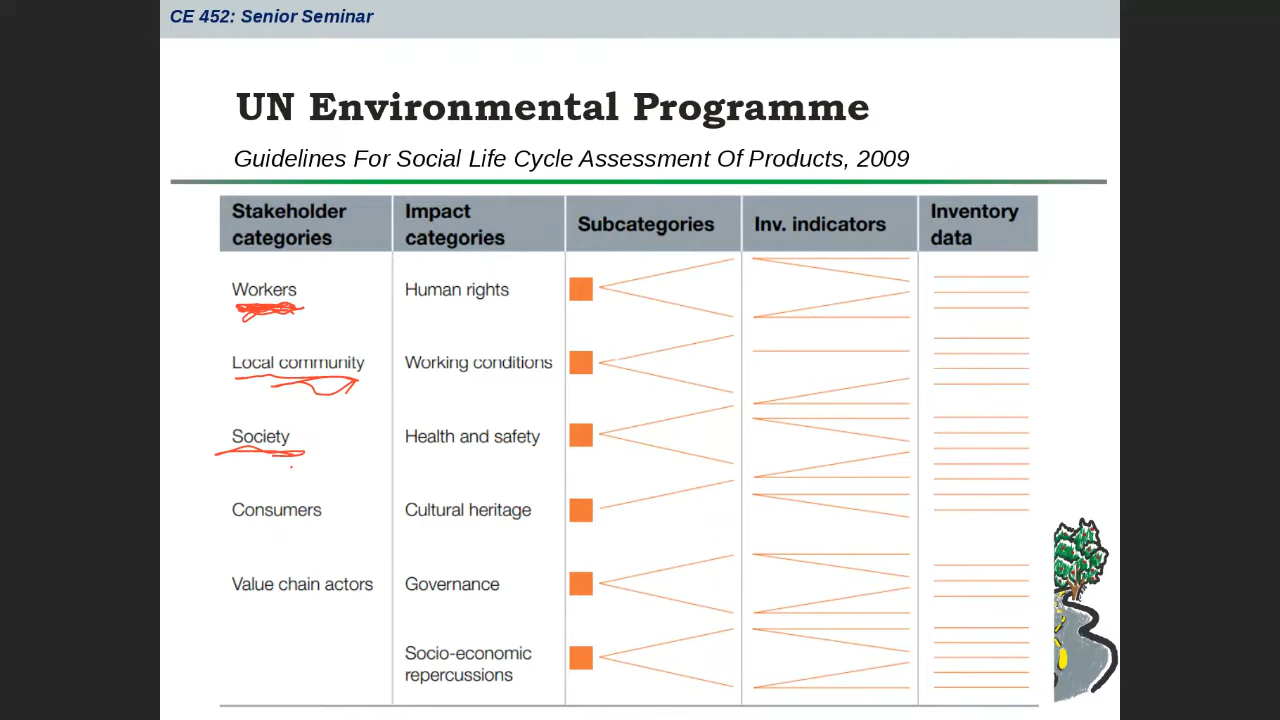 CE 452: Senior Seminar
UN Environmental Programme
Guidelines For Social Life Cycle Assessment Of Products, 2009
Stakeholder categories
Impact categories
Subcategories
Inv. indicators
Inventory data
Workers
Human rights
Local community
Working conditions
Society
Health and safety
Consumers
Cultural heritage
Value chain actors
Governance
Socio-economic
repercussions